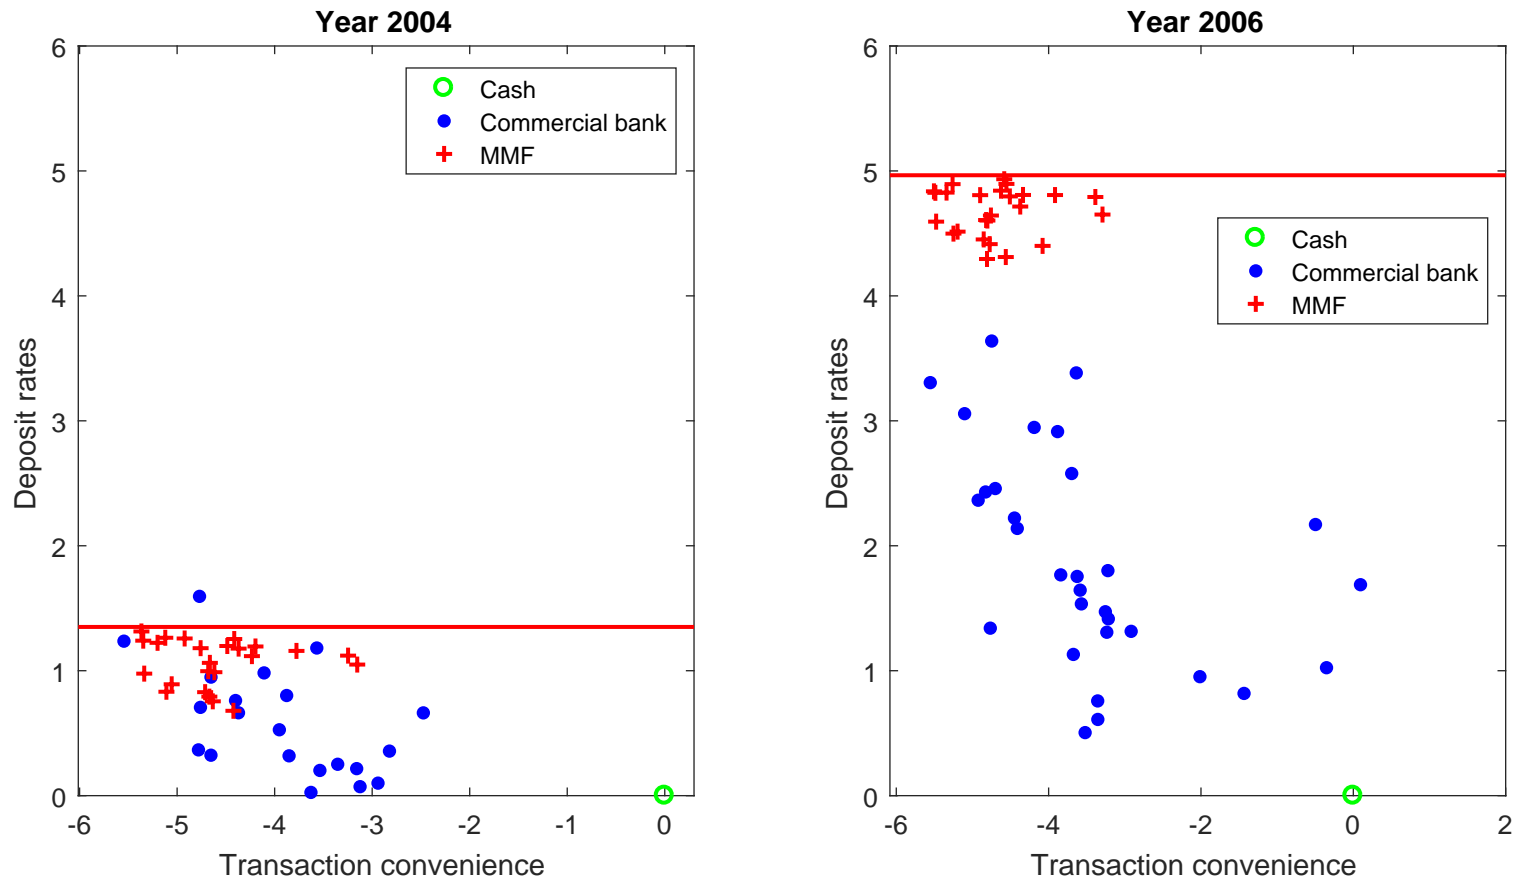 Year 2004
6
5
4
3
2
1
0
Deposit rates
Cash
Commercial bank
MMF
-6 -5 -4 -3 -2 -1 0
Transaction convenience
Year 2006
6
5
4
3
2
1
0
Deposit rates
Cash
Commercial bank
MMF
-6 -4 -2 0 2
Transaction convenience